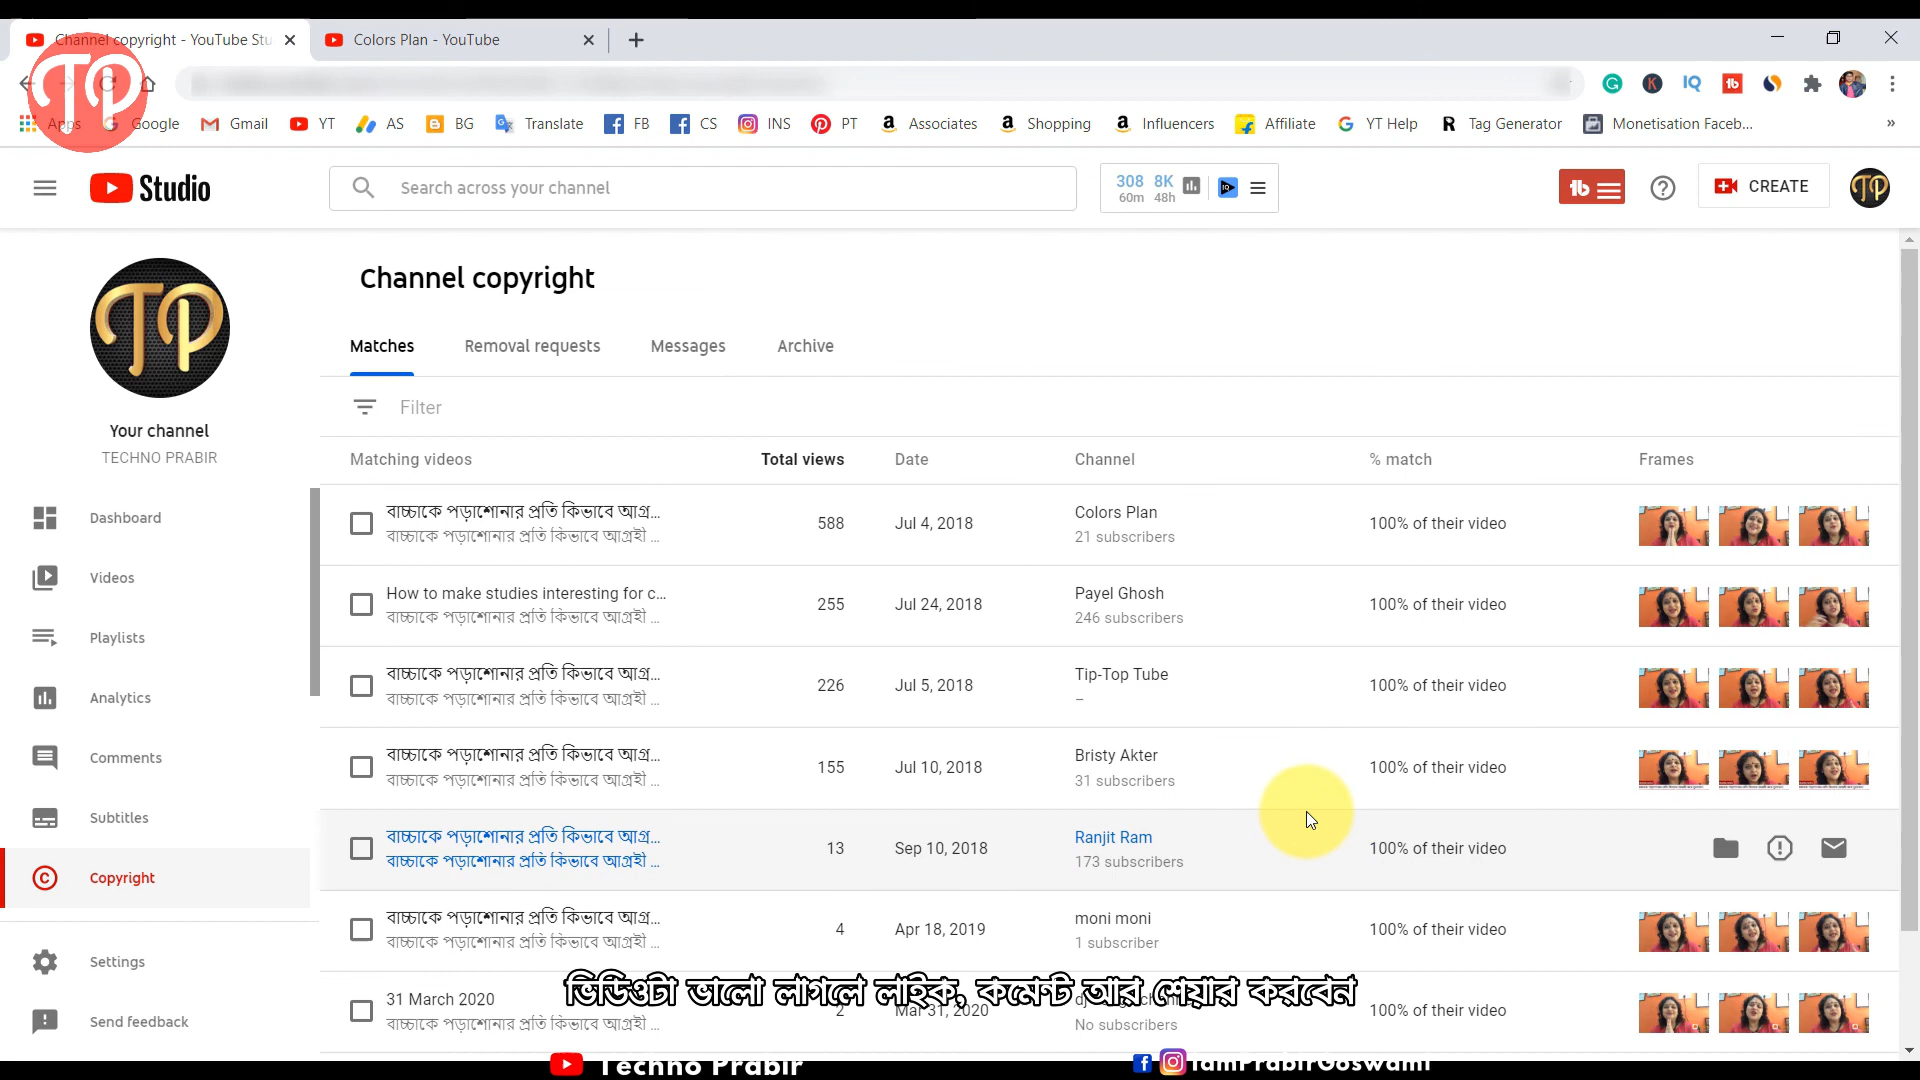 Channel copyright - YouTube Stu
Colors Plan - YouTube
TP
Apps
Google
Gmail
YT
AS
BG
Translate
FB
CS
INS
PT
Associates
Shopping
Influencers
Affiliate
YT Help
Tag Generator
Monetisation Faceb...
Studio
Search across your channel
308 8K
60m 48h
CREATE
TP
TP
Your channel
TECHNO PRABIR
Dashboard
Videos
Playlists
Analytics
Comments
Subtitles
Copyright
Settings
Send feedback
Channel copyright
Matches Removal requests Messages Archive
Filter
Matching videos Total views Date Channel % match Frames
বাচ্চাকে পড়াশোনার প্রতি কিভাবে আগ্র... 588 Jul 4, 2018 Colors Plan 100% of their video
বাচ্চাকে পড়াশোনার প্রতি কিভাবে আগ্রহী ... 21 subscribers
How to make studies interesting for c... 255 Jul 24, 2018 Payel Ghosh 100% of their video
বাচ্চাকে পড়াশোনার প্রতি কিভাবে আগ্রহী ... 246 subscribers
বাচ্চাকে পড়াশোনার প্রতি কিভাবে আগ্র... 226 Jul 5, 2018 Tip-Top Tube 100% of their video
বাচ্চাকে পড়াশোনার প্রতি কিভাবে আগ্রহী ... –
বাচ্চাকে পড়াশোনার প্রতি কিভাবে আগ্র... 155 Jul 10, 2018 Bristy Akter 100% of their video
বাচ্চাকে পড়াশোনার প্রতি কিভাবে আগ্রহী ... 31 subscribers
বাচ্চাকে পড়াশোনার প্রতি কিভাবে আগ্র... 13 Sep 10, 2018 Ranjit Ram 100% of their video
বাচ্চাকে পড়াশোনার প্রতি কিভাবে আগ্রহী ... 173 subscribers
বাচ্চাকে পড়াশোনার প্রতি কিভাবে আগ্র... 4 Apr 18, 2019 moni moni 100% of their video
বাচ্চাকে পড়াশোনার প্রতি কিভাবে আগ্রহী ... 1 subscriber
31 March 2020 2 Mar 31, 2020 100% of their video
বাচ্চাকে পড়াশোনার প্রতি কিভাবে আগ্রহী ... No subscribers
ভিডিওটা ভালো লাগলে লাইক, কমেন্ট আর শেয়ার করবেন
Techno Prabir
IamPrabirGoswami